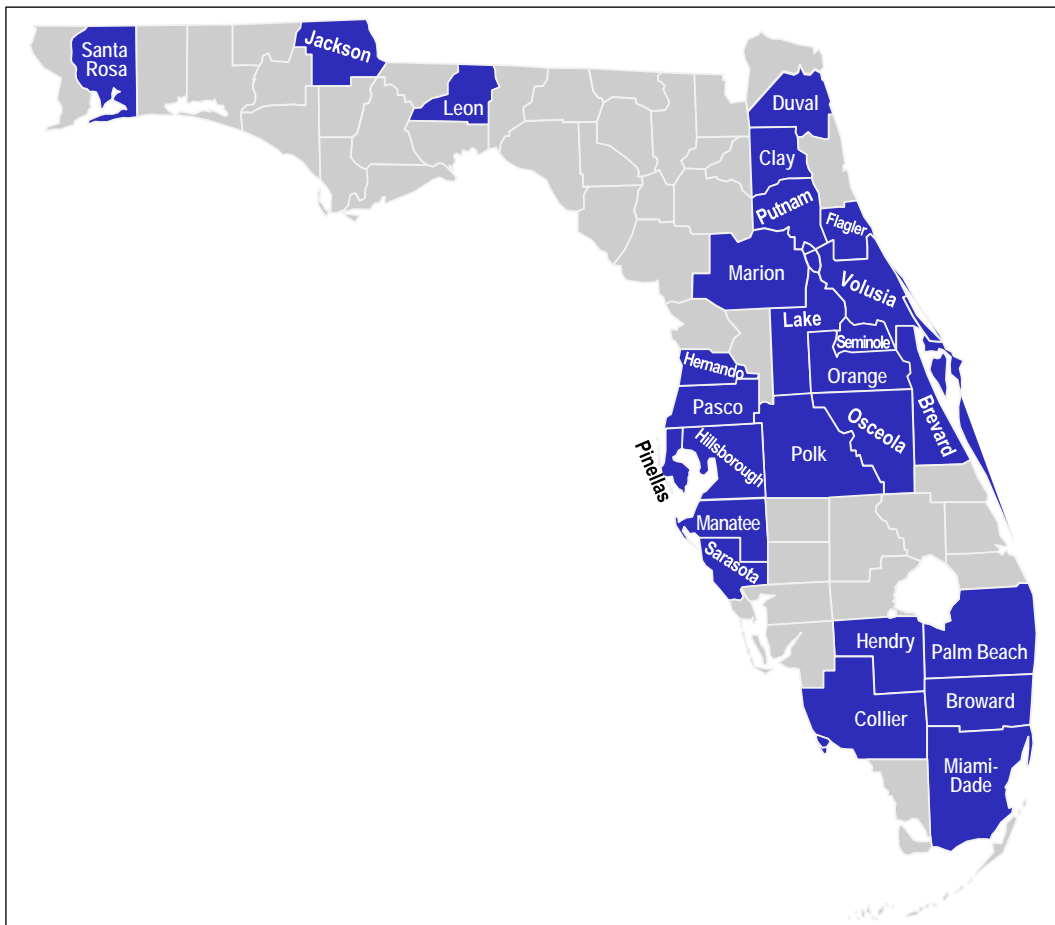 Santa
Rosa
Jackson
Leon
Duval
Clay
Putnam
Flagler
Marion
Volusia
Lake
Seminole
Hernando
Orange
Pasco
Osceola
Brevard
Pinellas
Hillsborough
Polk
Manatee
Sarasota
Hendry
Palm Beach
Broward
Collier
Miami-
Dade